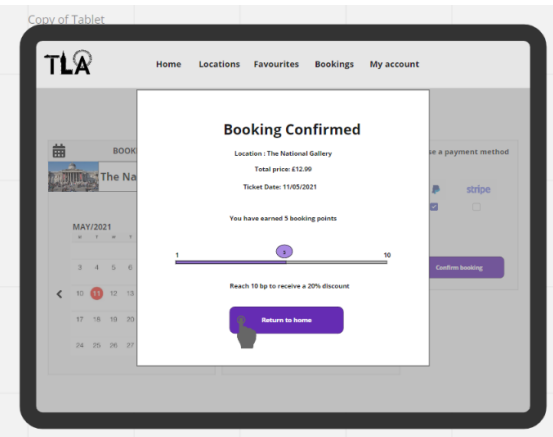 Copy of Tablet
TLA
Home Locations Favourites Bookings My account
Booking Confirmed
Location : The National Gallery
Total price: £12.99
Ticket Date: 11/05/2021
You have earned 5 booking points
1 10
Reach 10 bp to receive a 20% discount
Return to home
BOOK
The Na
MAY/2021
3 4 5 6
10 11 12 13
17 18 19 20
24 25 26 27
se a payment method
stripe
Confirm booking